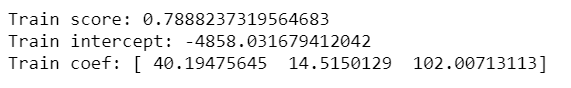 Train score: 0.7888237319564683
Train intercept: -4858.031679412042
Train coef: [ 40.19475645  14.5150129  102.00713113]